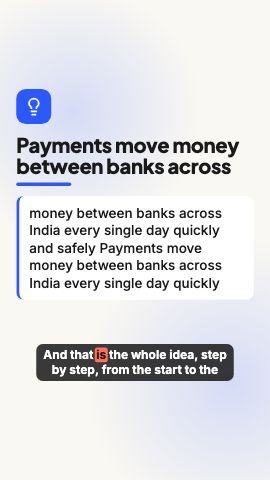 Payments move money
between banks across
money between banks across
India every single day quickly
and safely Payments move
money between banks across
India every single day quickly
And that is the whole idea, step
by step, from the start to the